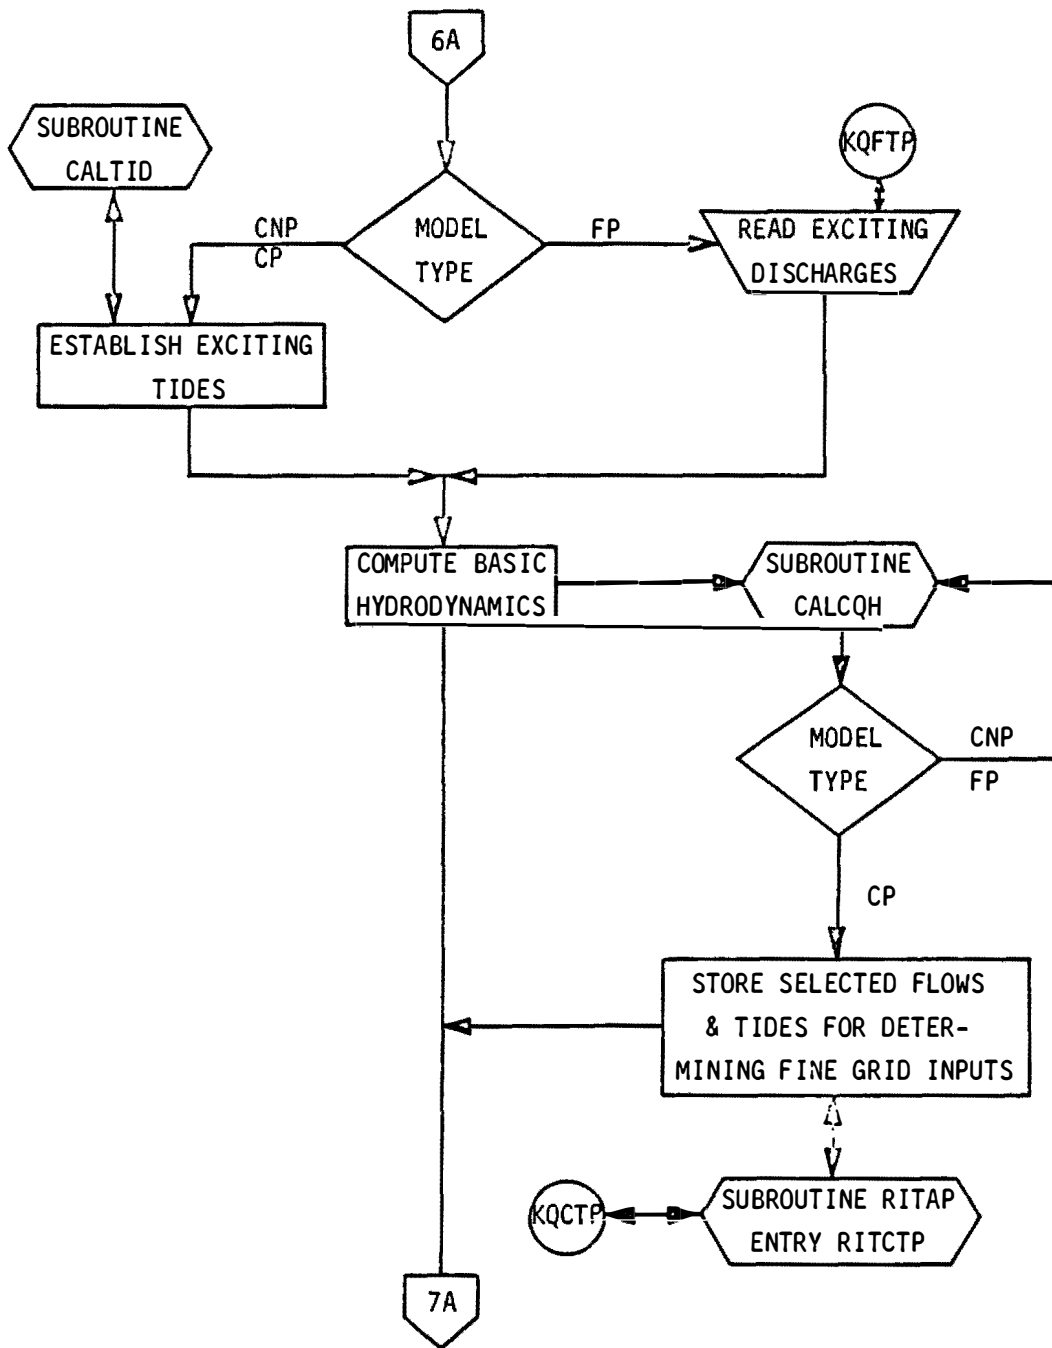 6A
SUBROUTINE
CALTID
KQFTP
CNP
CP
MODEL
TYPE
FP
READ EXCITING
DISCHARGES
ESTABLISH EXCITING
TIDES
COMPUTE BASIC
HYDRODYNAMICS
SUBROUTINE
CALCQH
MODEL
TYPE
CNP
FP
CP
STORE SELECTED FLOWS
& TIDES FOR DETER-
MINING FINE GRID INPUTS
KQCTP
SUBROUTINE RITAP
ENTRY RITCTP
7A